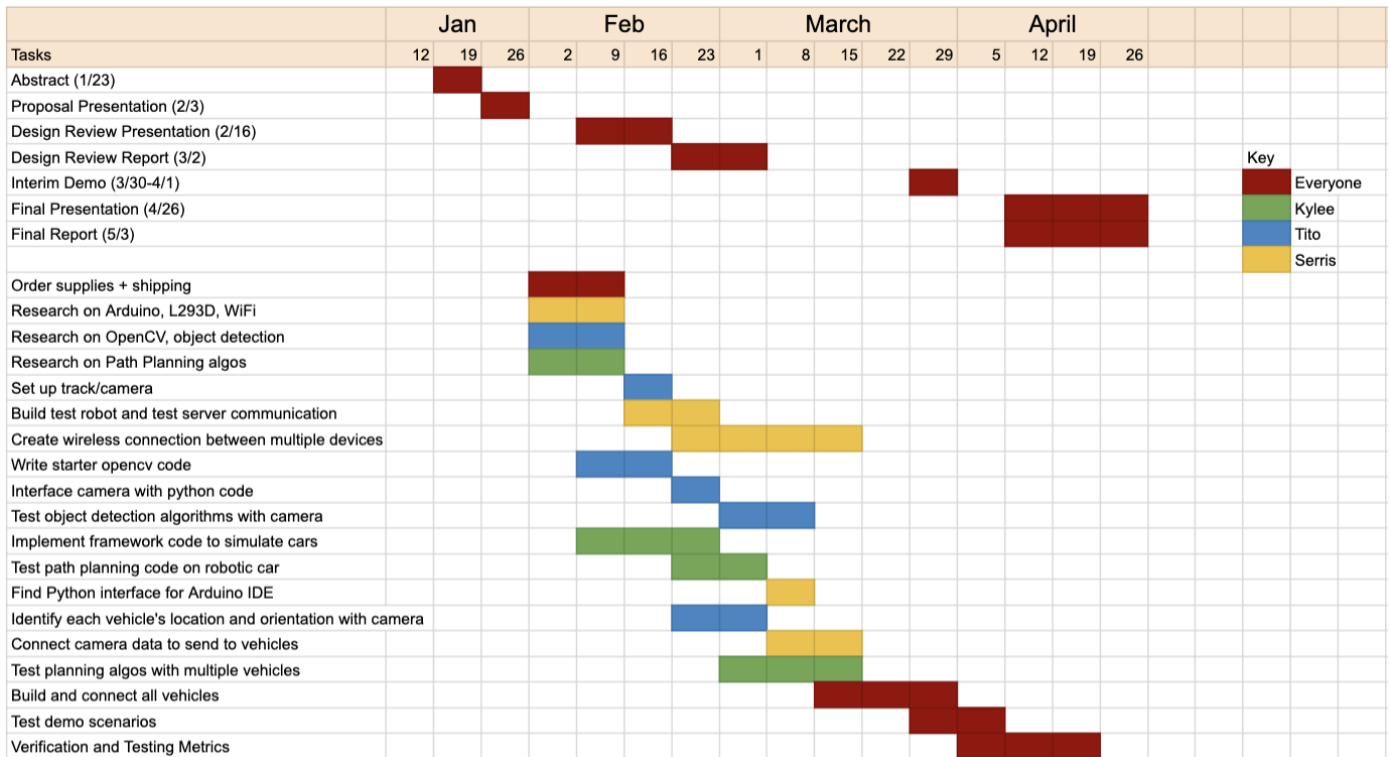 Jan Feb March April
Tasks 12 19 26 2 9 16 23 1 8 15 22 29 5 12 19 26
Abstract (1/23)
Proposal Presentation (2/3)
Design Review Presentation (2/16)
Design Review Report (3/2)
Key
Interim Demo (3/30-4/1)
Everyone
Final Presentation (4/26)
Kylee
Final Report (5/3)
Tito
Serris
Order supplies + shipping
Research on Arduino, L293D, WiFi
Research on OpenCV, object detection
Research on Path Planning algos
Set up track/camera
Build test robot and test server communication
Create wireless connection between multiple devices
Write starter opencv code
Interface camera with python code
Test object detection algorithms with camera
Implement framework code to simulate cars
Test path planning code on robotic car
Find Python interface for Arduino IDE
Identify each vehicle's location and orientation with camera
Connect camera data to send to vehicles
Test planning algos with multiple vehicles
Build and connect all vehicles
Test demo scenarios
Verification and Testing Metrics